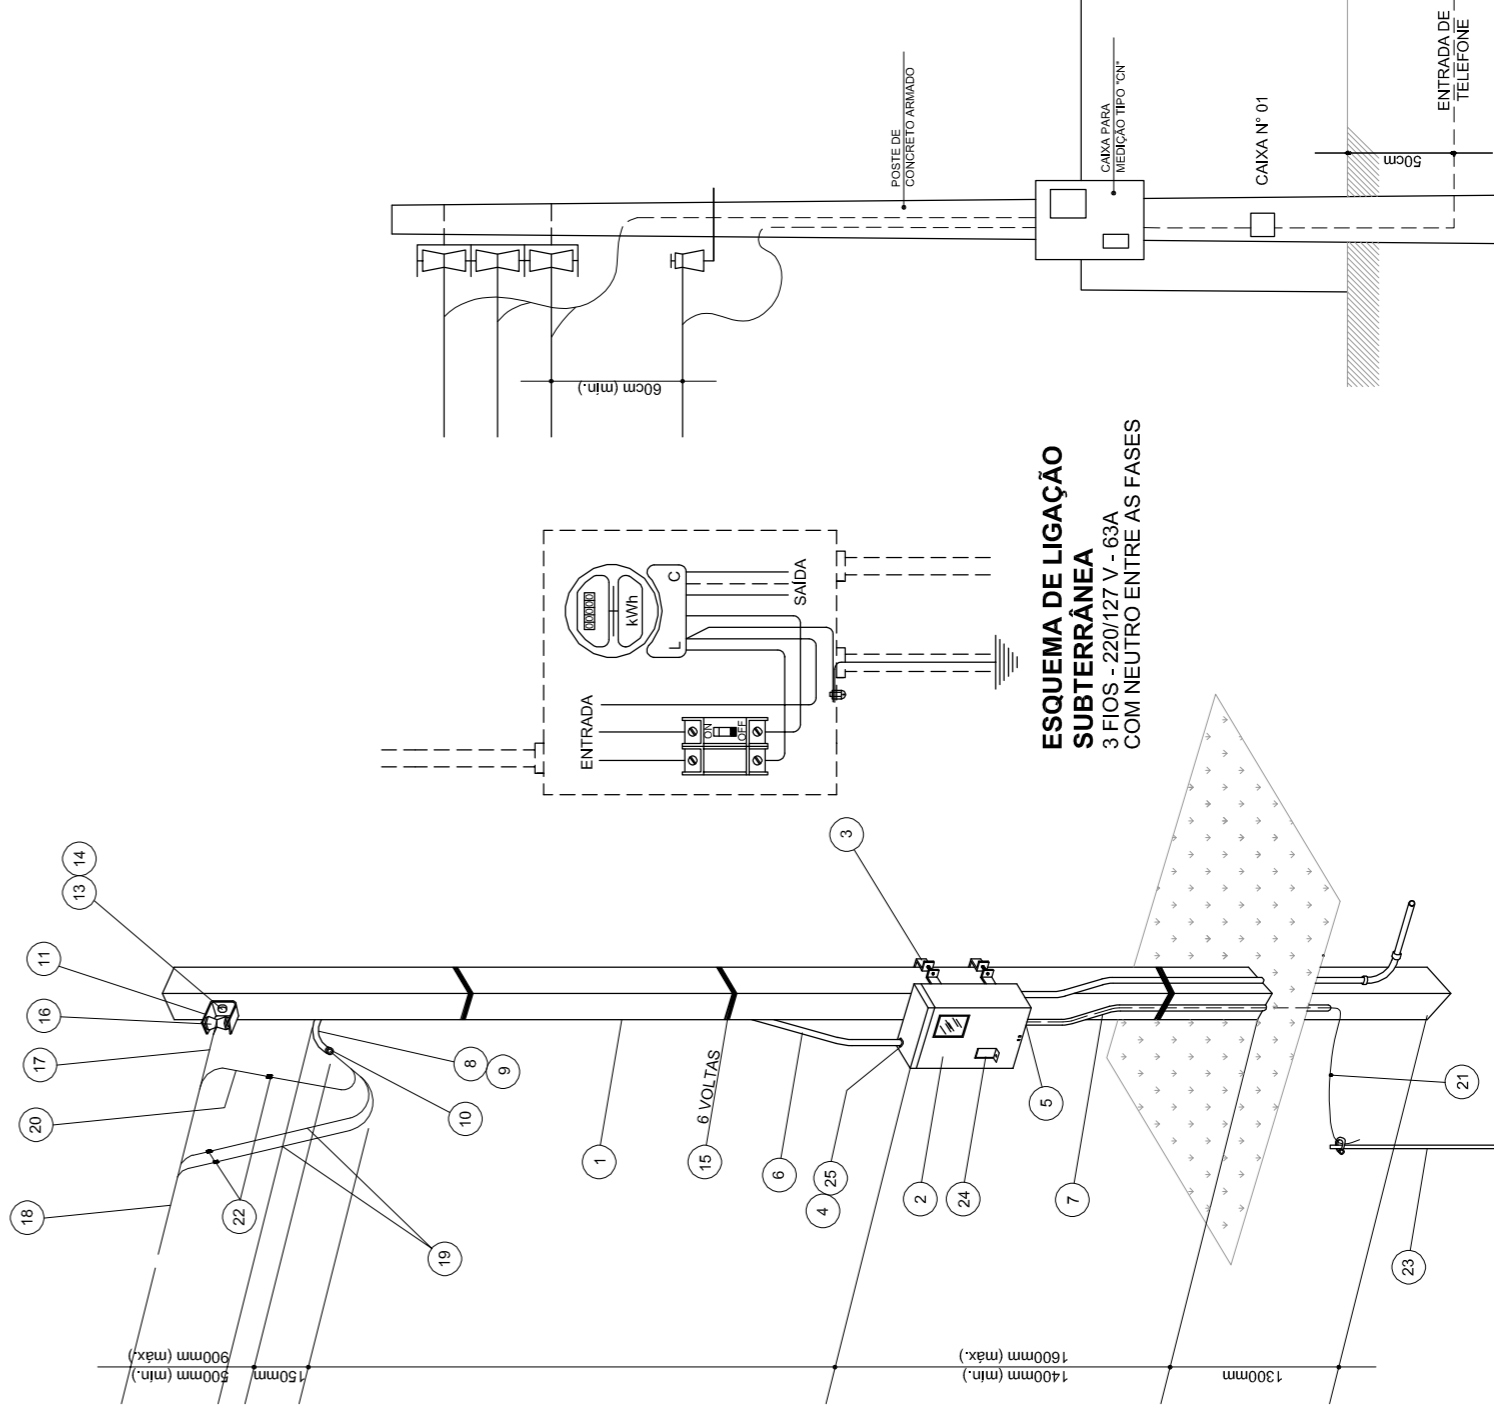 POSTE DE
CONCRETO ARMADO
CAIXA PARA
MEDIÇÃO TIPO "CN"
CAIXA N° 01
ENTRADA DE
TELEFONE
50cm
60cm (min.)
ENTRADA
ON
OFF
kWh
00000
L
C
SAÍDA
ESQUEMA DE LIGAÇÃO
SUBTERRÂNEA
3 FIOS - 220/127 V - 63A
COM NEUTRO ENTRE AS FASES
14
13
11
16
17
20
18
22
19
8
9
10
1
15
6 VOLTAS
6
25
4
3
2
24
5
7
21
23
500mm (mín.)
900mm (máx.)
150mm
1400mm (mín.)
1600mm (máx.)
1300mm